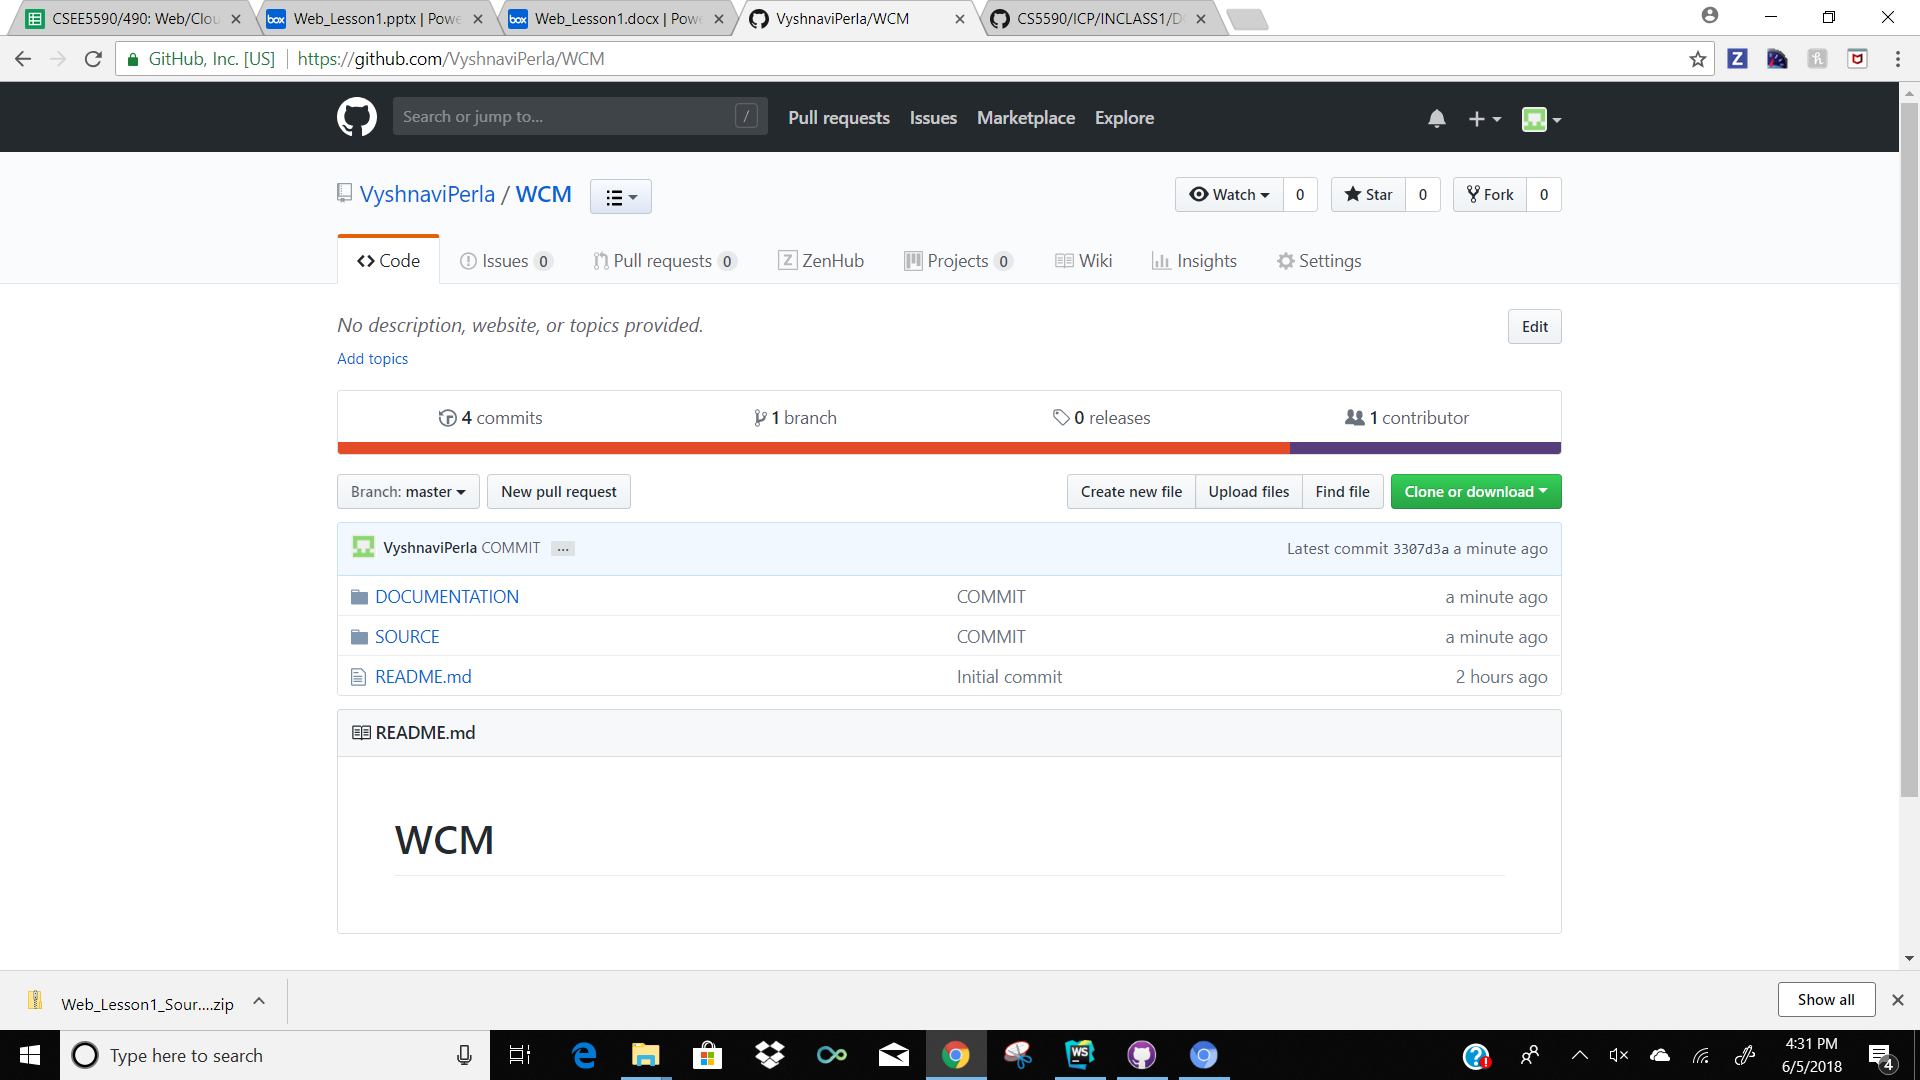 CSEE5590/490: Web/Clou
Web_Lesson1.pptx | Powe
Web_Lesson1.docx | Powe
VyshnaviPerla/WCM
CS5590/ICP/INCLASS1/DO
GitHub, Inc. [US] https://github.com/VyshnaviPerla/WCM
Search or jump to... /
Pull requests Issues Marketplace Explore
VyshnaviPerla / WCM
Watch 0 Star 0 Fork 0
Code Issues 0 Pull requests 0 ZenHub Projects 0 Wiki Insights Settings
No description, website, or topics provided.
Edit
Add topics
4 commits 1 branch 0 releases 1 contributor
Branch: master New pull request Create new file Upload files Find file Clone or download
VyshnaviPerla COMMIT ... Latest commit 3307d3a a minute ago
DOCUMENTATION COMMIT a minute ago
SOURCE COMMIT a minute ago
README.md Initial commit 2 hours ago
README.md
WCM
Web_Lesson1_Sour....zip
Show all
Type here to search
4:31 PM
6/5/2018
4